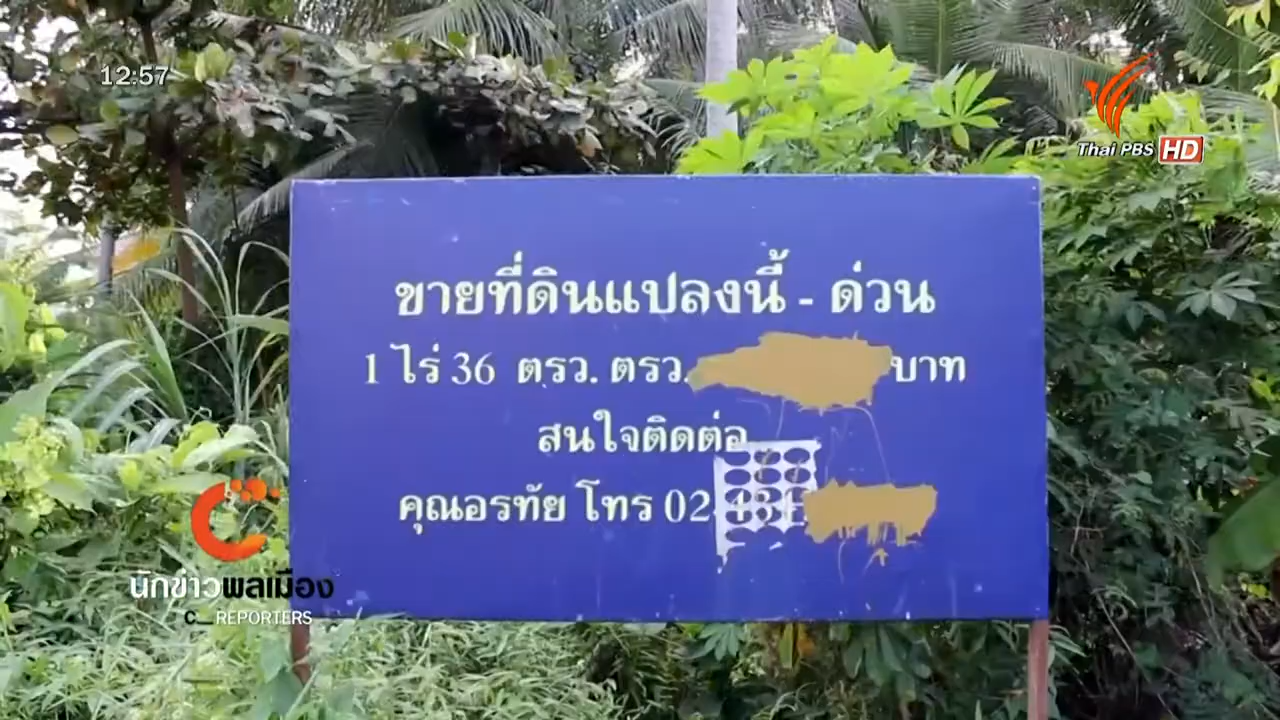 12:57
Thai PBS HD
ขายที่ดินแปลงนี้ - ด่วน
1 ไร่ 36 ตรว. ตรว. บาท
สนใจติดต่อ
คุณอรทัย โทร 02
นักข่าวพลเมือง
C REPORTERS